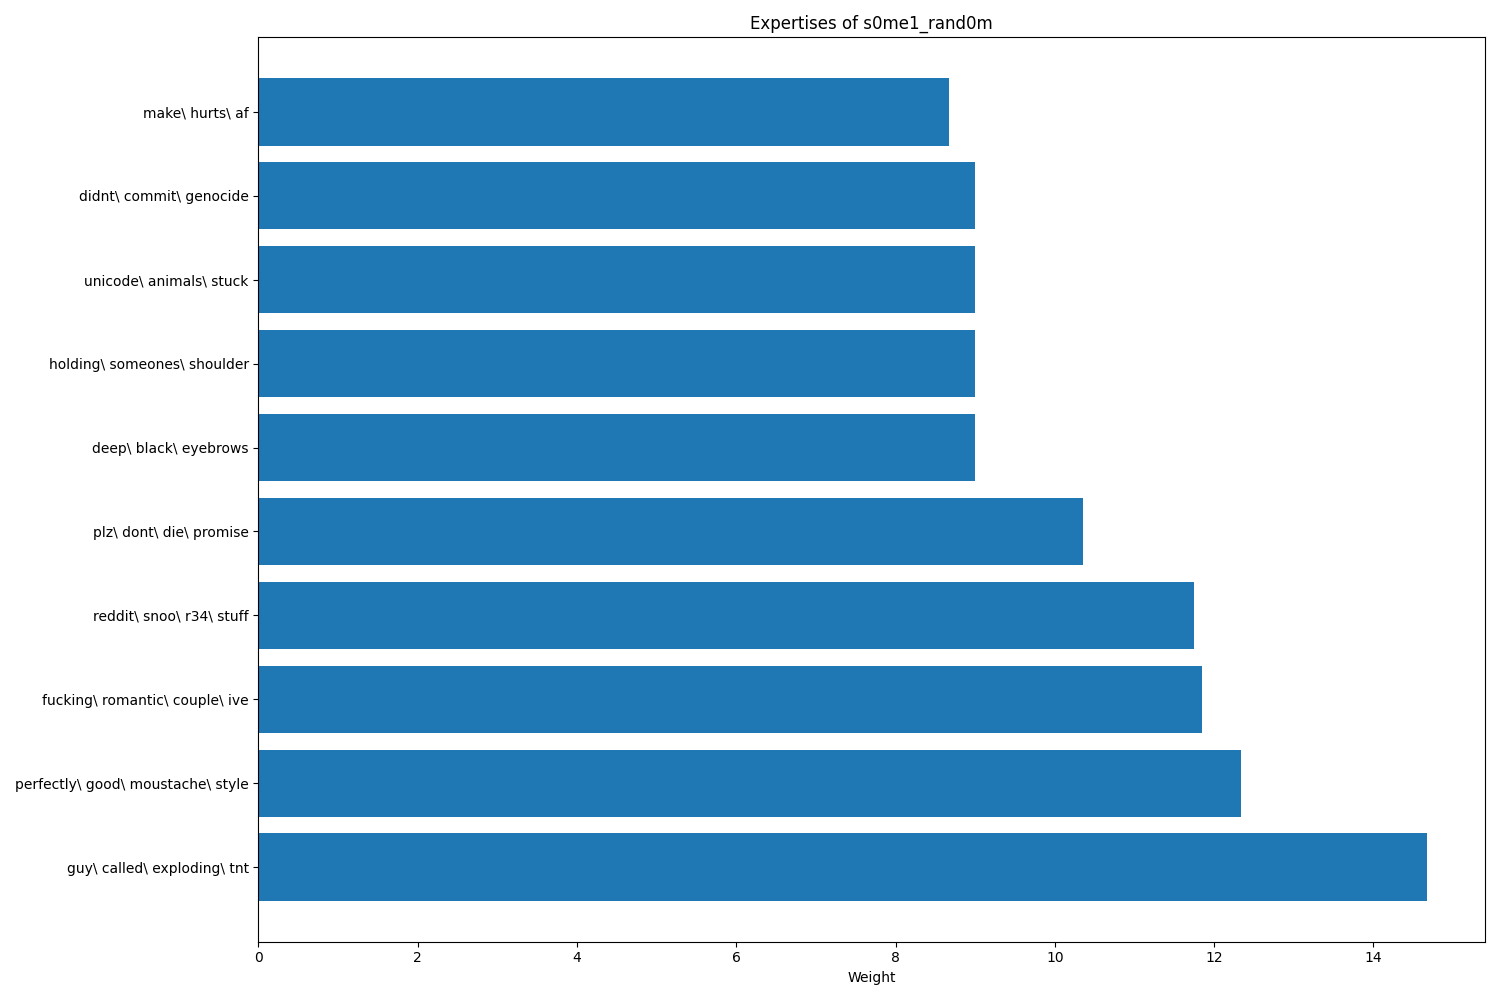 Expertises of s0me1_rand0m
make\ hurts\ af
didnt\ commit\ genocide
unicode\ animals\ stuck
holding\ someones\ shoulder
deep\ black\ eyebrows
plz\ dont\ die\ promise
reddit\ snoo\ r34\ stuff
fucking\ romantic\ couple\ ive
perfectly\ good\ moustache\ style
guy\ called\ exploding\ tnt
0 2 4 6 8 10 12 14
Weight